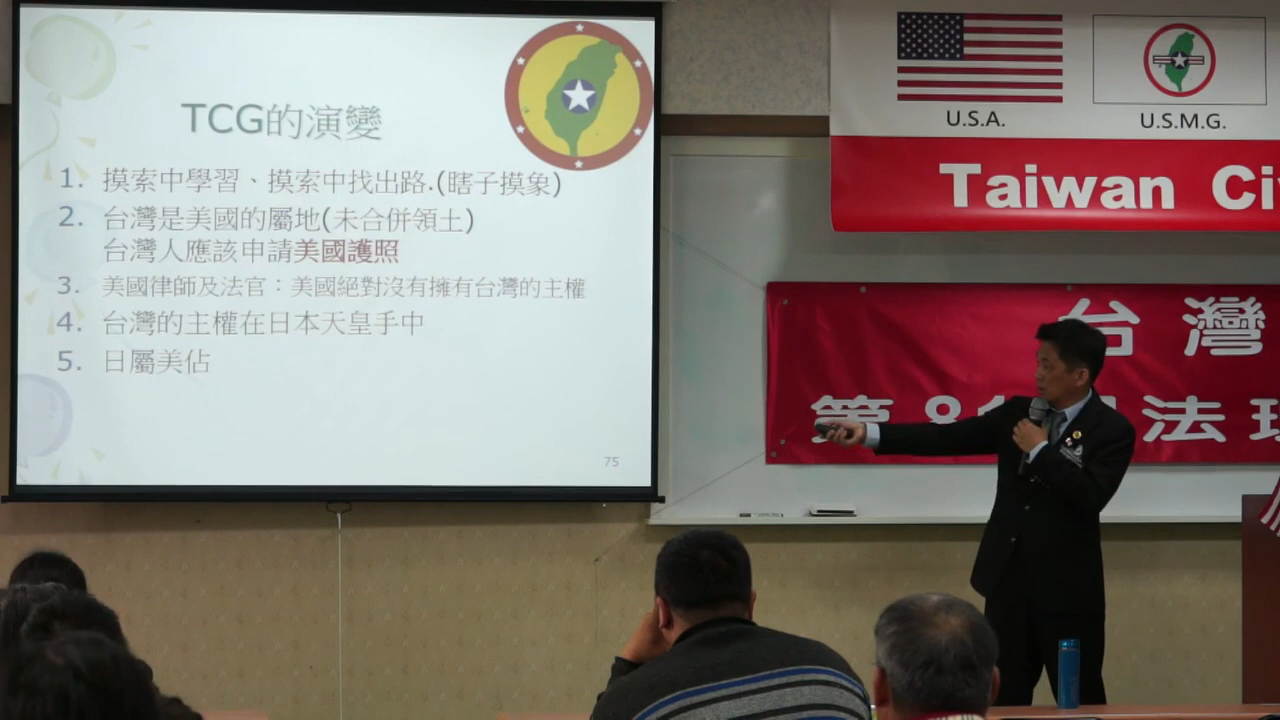 TCG的演變
1. 摸索中學習、摸索中找出路.(瞎子摸象)
2. 台灣是美國的屬地(未合併領土)
台灣人應該申請美國護照
3. 美國律師及法官：美國絕對沒有擁有台灣的主權
4. 台灣的主權在日本天皇手中
5. 日屬美佔
75
U.S.A.
U.S.M.G.
Taiwan Ci
台灣
第8 法